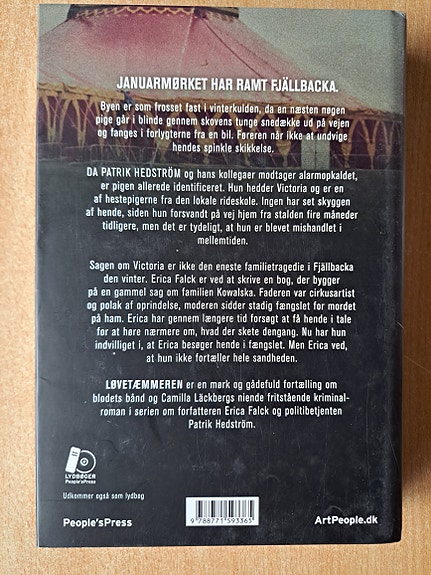 JANUARMØRKET HAR RAMT FJÄLLBACKA.
Byen er som frosset fast i vinterkulden, da en næsten nøgen
pige går i blinde gennem skovens tunge snedække ud på vejen
og fanges i forlygterne fra en bil. Føreren når ikke at undvige
hendes spinkle skikkelse.
DA PATRIK HEDSTRÖM og hans kollegaer modtager alarmopkaldet,
er pigen allerede identificeret. Hun hedder Victoria og er en
af hestepigerne fra den lokale rideskole. Ingen har set skyggen
af hende, siden hun forsvandt på vej hjem fra stalden fire måneder
tidligere, men det er tydeligt, at hun er blevet mishandlet i
mellemtiden.
Sagen om Victoria er ikke den eneste familietragedie i Fjällbacka
den vinter. Erica Falck er ved at skrive en bog, der bygger
på en gammel sag om familien Kowalska. Faderen var cirkusartist
og polak af oprindelse, moderen sidder stadig fængslet for mordet
på ham. Erica har gennem længere tid forsøgt at få hende i tale
for at høre nærmere om, hvad der skete dengang. Nu har hun
indvilliget i, at Erica besøger hende i fængslet. Men Erica ved,
at hun ikke fortæller hele sandheden.
LØVETÆMMEREN er en mørk og gådefuld fortælling om
blodets bånd og Camilla Läckbergs niende fritstående kriminal-
roman i serien om forfatteren Erica Falck og politibetjenten
Patrik Hedström.
LYDBØGER
People'sPress
Udkommer også som lydbog
People'sPress
9 788771 593365
ArtPeople.dk